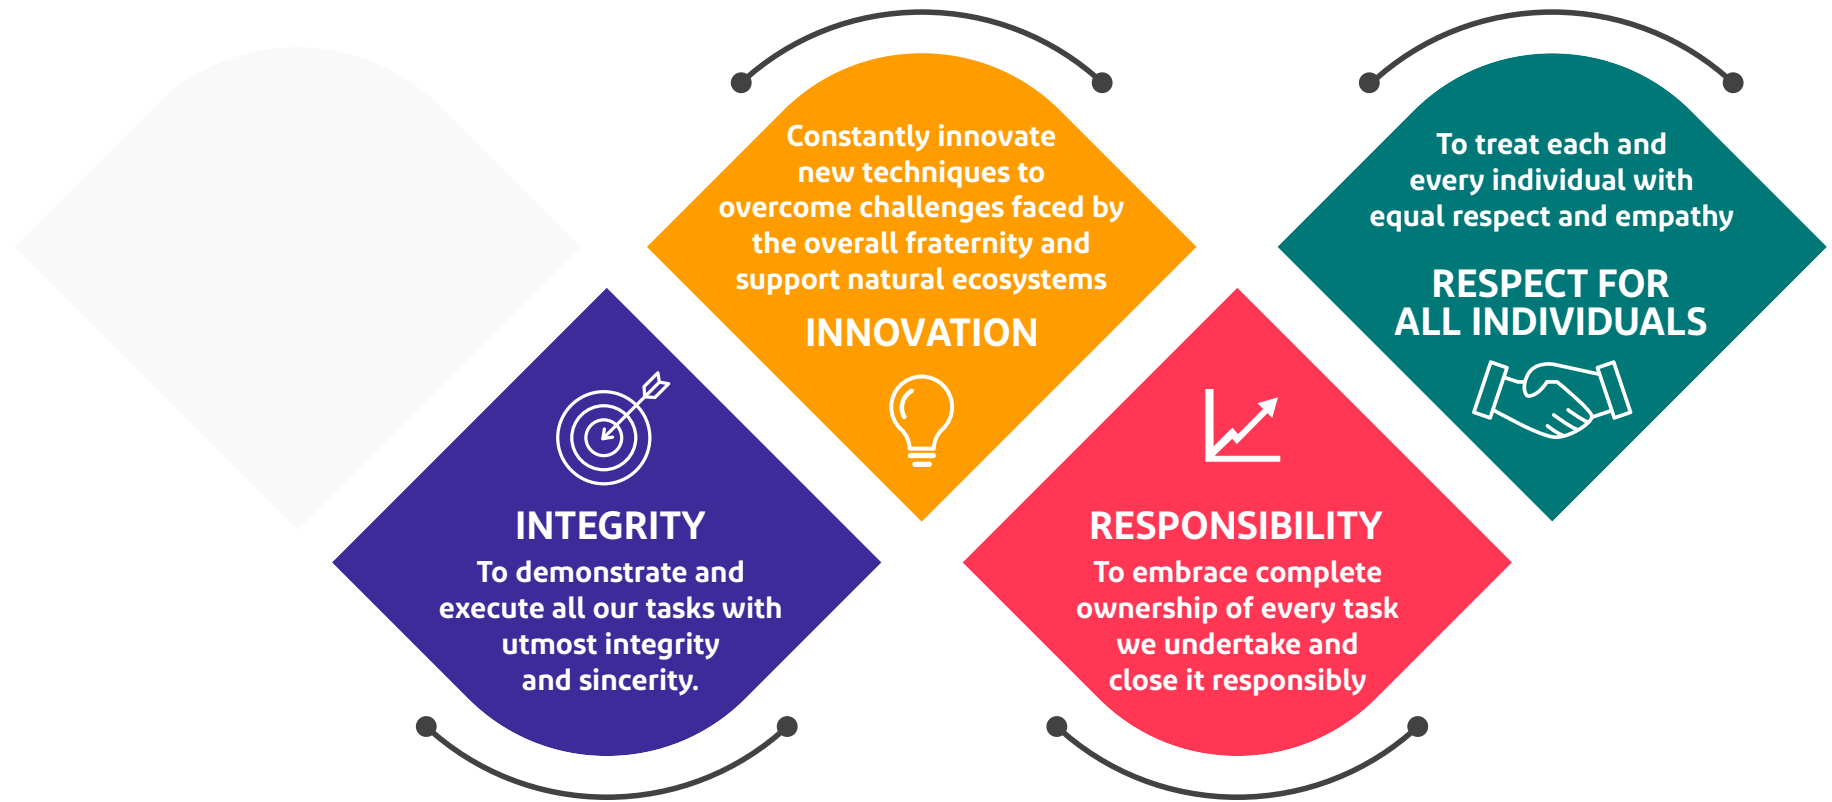 INTEGRITY
To demonstrate and
execute all our tasks with
utmost integrity
and sincerity.
Constantly innovate
new techniques to
overcome challenges faced by
the overall fraternity and
support natural ecosystems
INNOVATION
RESPONSIBILITY
To embrace complete
ownership of every task
we undertake and
close it responsibly
To treat each and
every individual with
equal respect and empathy
RESPECT FOR
ALL INDIVIDUALS